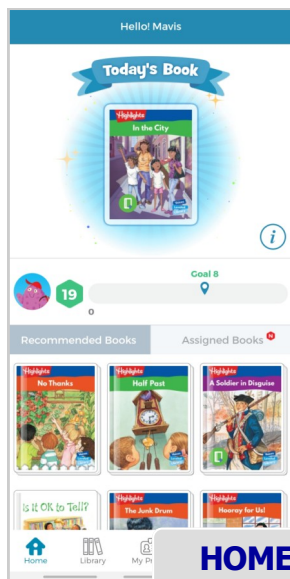 Hello! Mavis
Today's Book
Highlights
In the City
i
Goal 8
19
0
Recommended Books
Assigned Books
Highlights
No Thanks
Highlights
Half Past
Highlights
A Soldier in Disguise
Is It OK to Tell?
Highlights
The Junk Drum
Highlights
Hooray for Us!
Home
Library
My P
HOME